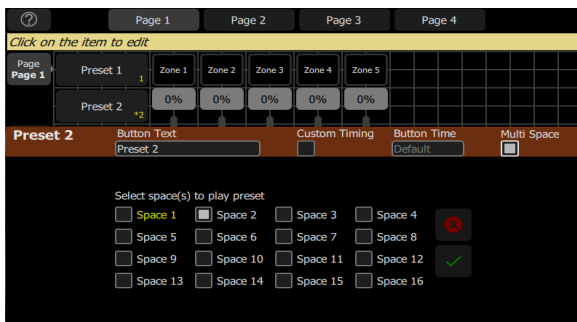 ? Page 1 Page 2 Page 3 Page 4
Click on the item to edit
Page
Page 1
Preset 1 1 Zone 1 Zone 2 Zone 3 Zone 4 Zone 5
Preset 2 *2 0% 0% 0% 0% 0%
Preset 2 Button Text Custom Timing Button Time Multi Space
Preset 2 Default
Select space(s) to play preset
Space 1 Space 2 Space 3 Space 4
Space 5 Space 6 Space 7 Space 8
Space 9 Space 10 Space 11 Space 12
Space 13 Space 14 Space 15 Space 16